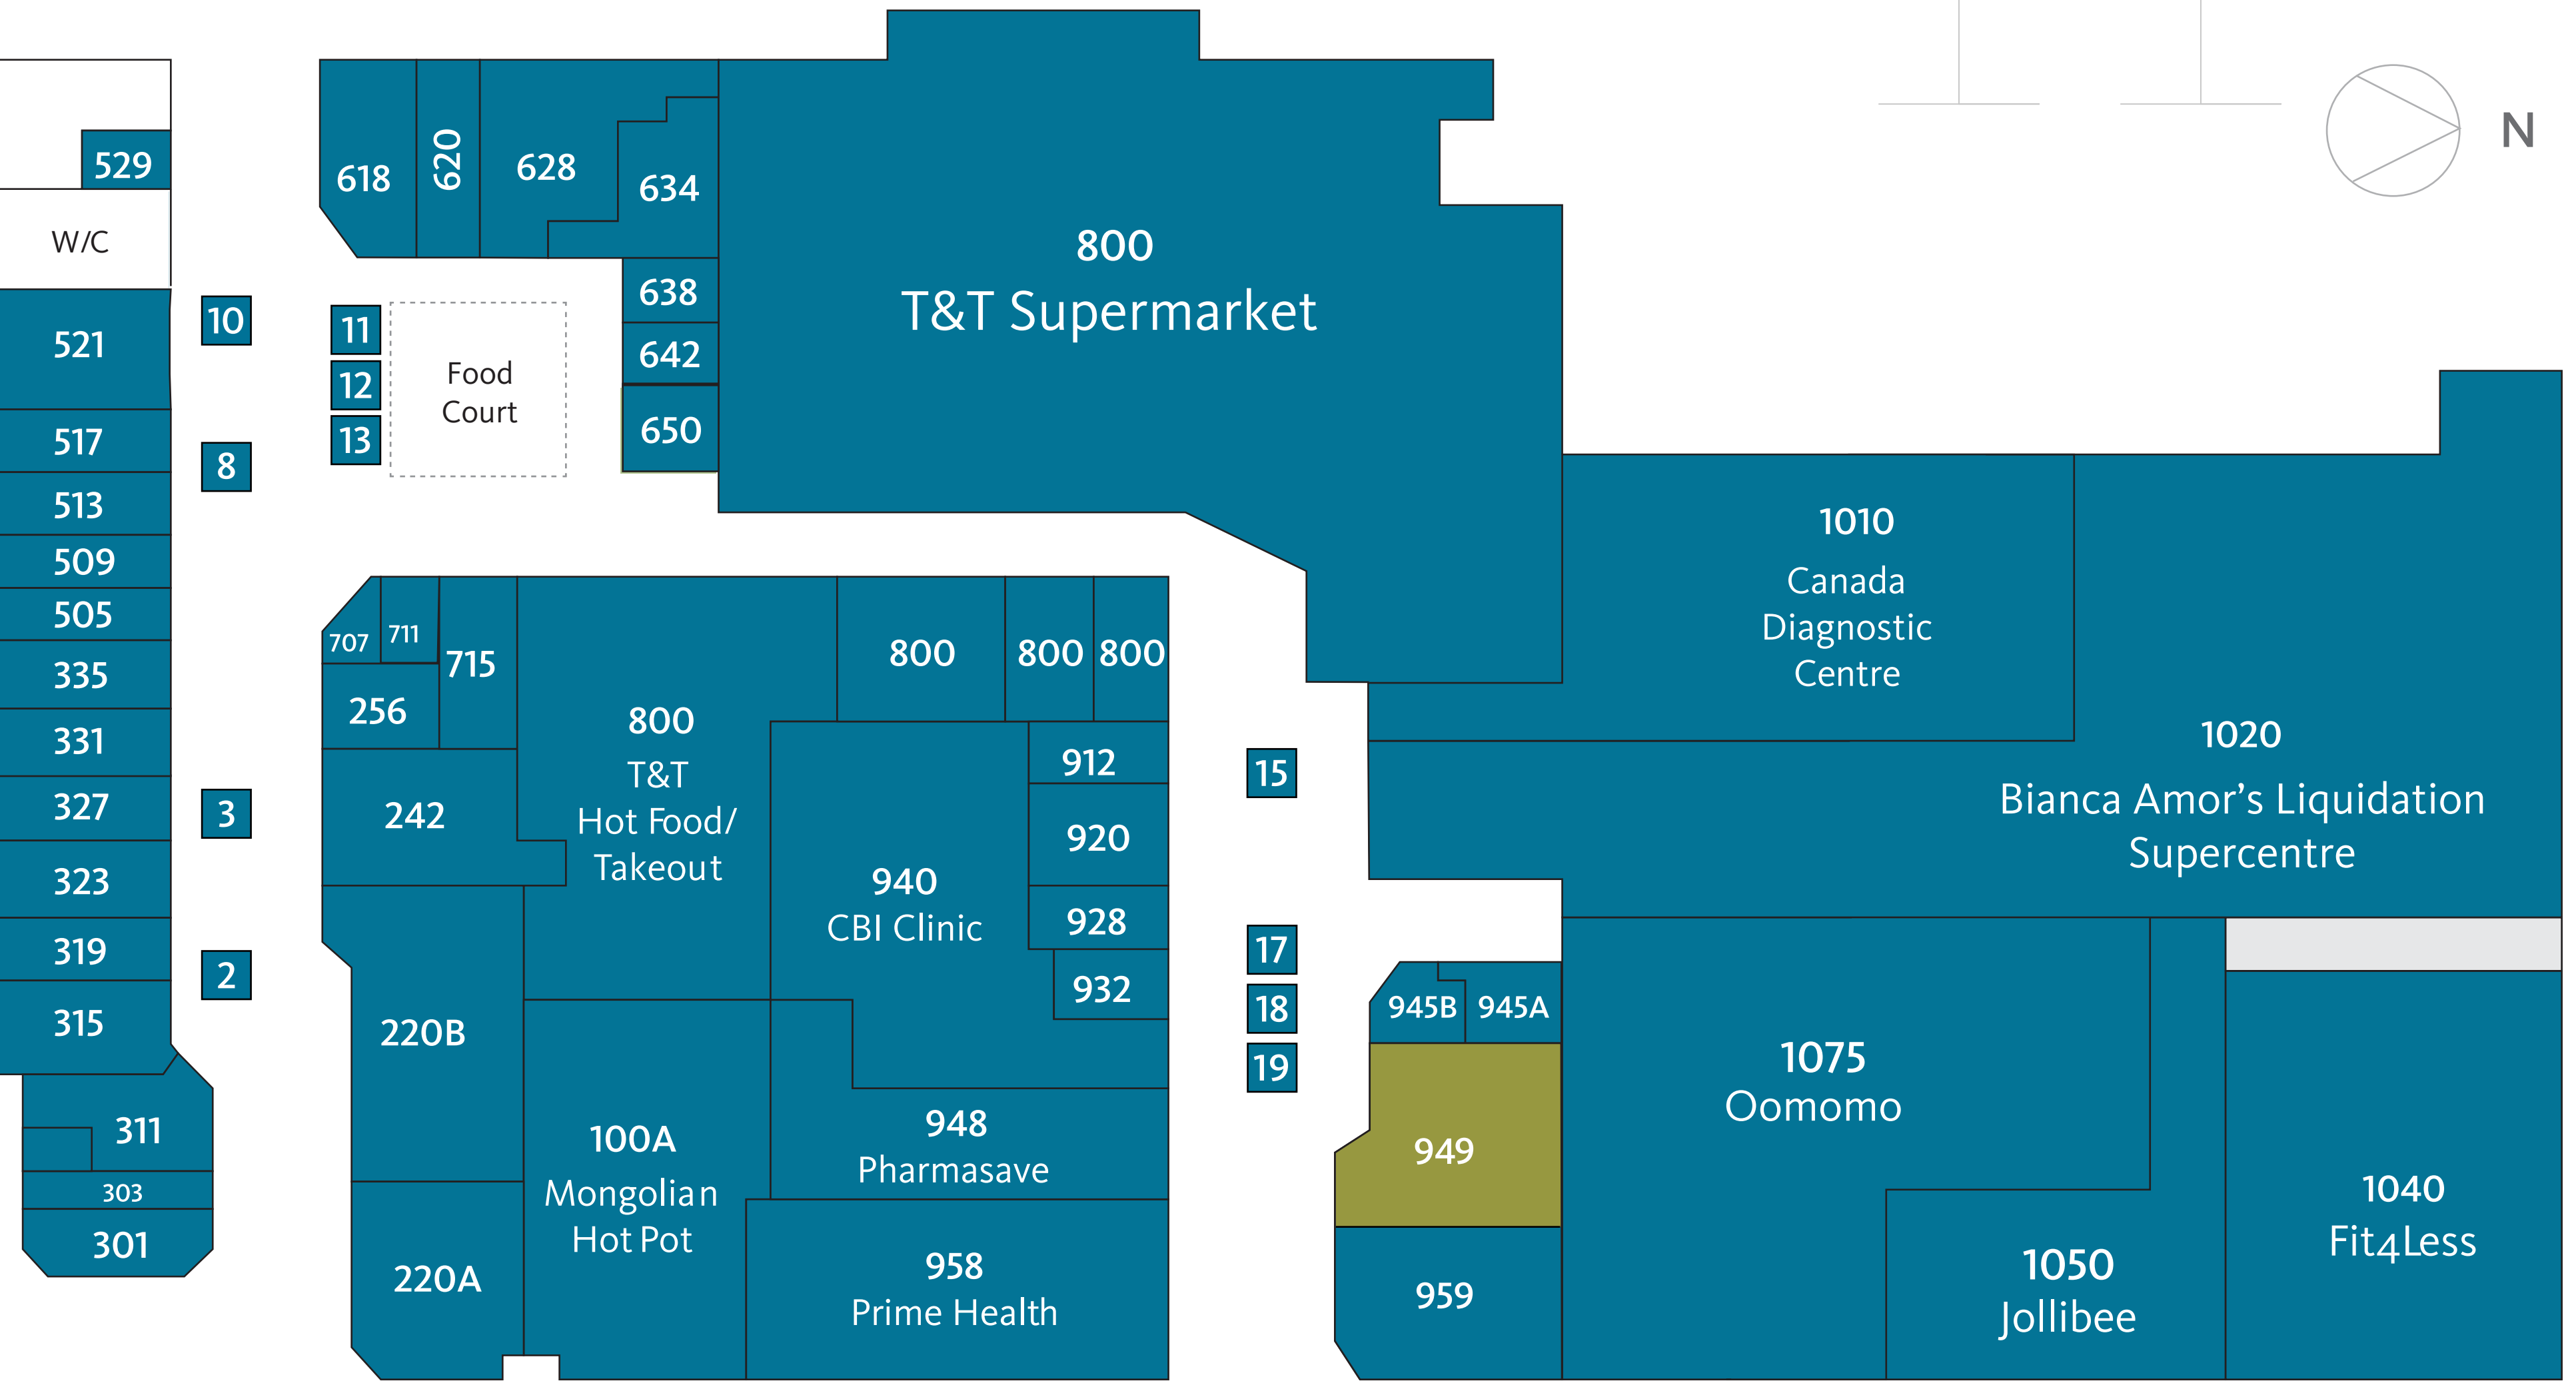 N
529
W/C
521
517
513
509
505
335
331
327
323
319
315
311
303
301
10
8
3
2
618
620
628
634
638
642
650
11
12
13
Food
Court
800
T&T Supermarket
707
711
715
256
242
220B
220A
800
T&T
Hot Food/
Takeout
800
800
800
912
920
928
932
940
CBI Clinic
100A
Mongolian
Hot Pot
948
Pharmasave
958
Prime Health
15
17
18
19
1010
Canada
Diagnostic
Centre
1020
Bianca Amor’s Liquidation
Supercentre
945B
945A
949
959
1075
Oomomo
1050
Jollibee
1040
Fit4Less